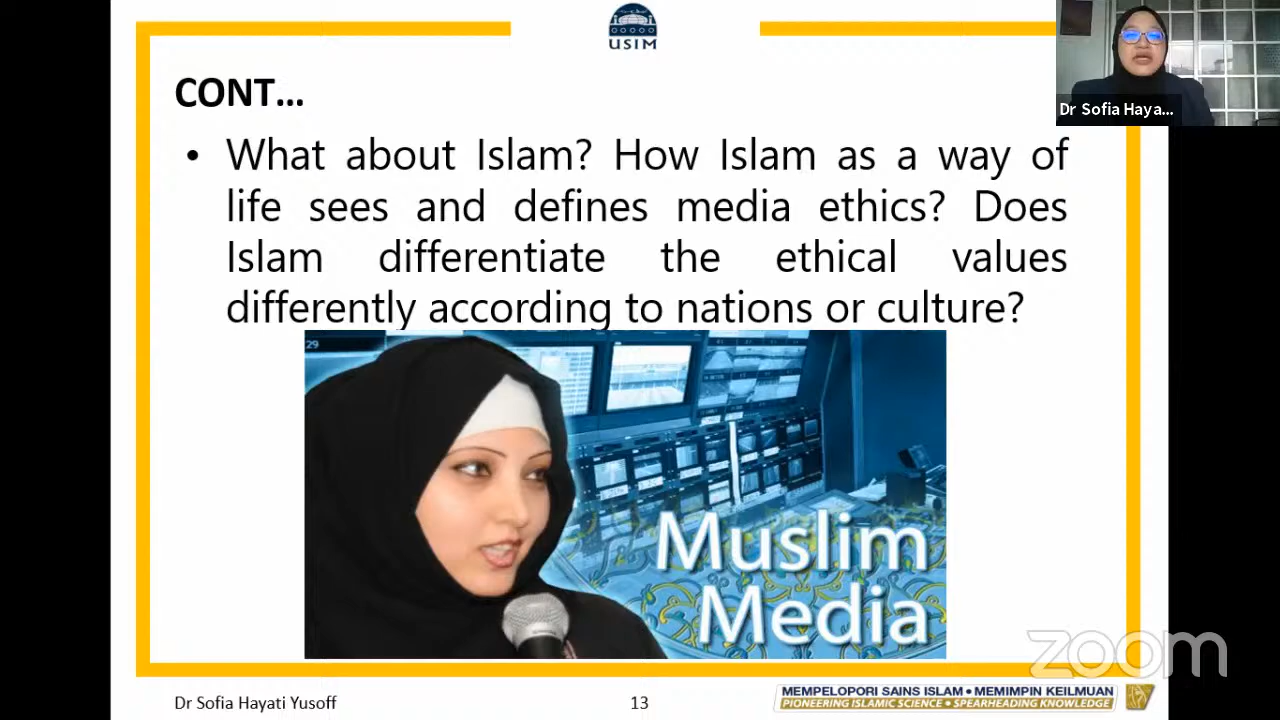 USIM
Dr Sofia Haya...
CONT...
• What about Islam? How Islam as a way of
life sees and defines media ethics? Does
Islam differentiate the ethical values
differently according to nations or culture?
29
Muslim
Media
zoom
Dr Sofia Hayati Yusoff
13
MEMPELOPORI SAINS ISLAM • MEMIMPIN KEILMUAN
PIONEERING ISLAMIC SCIENCE • SPEARHEADING KNOWLEDGE